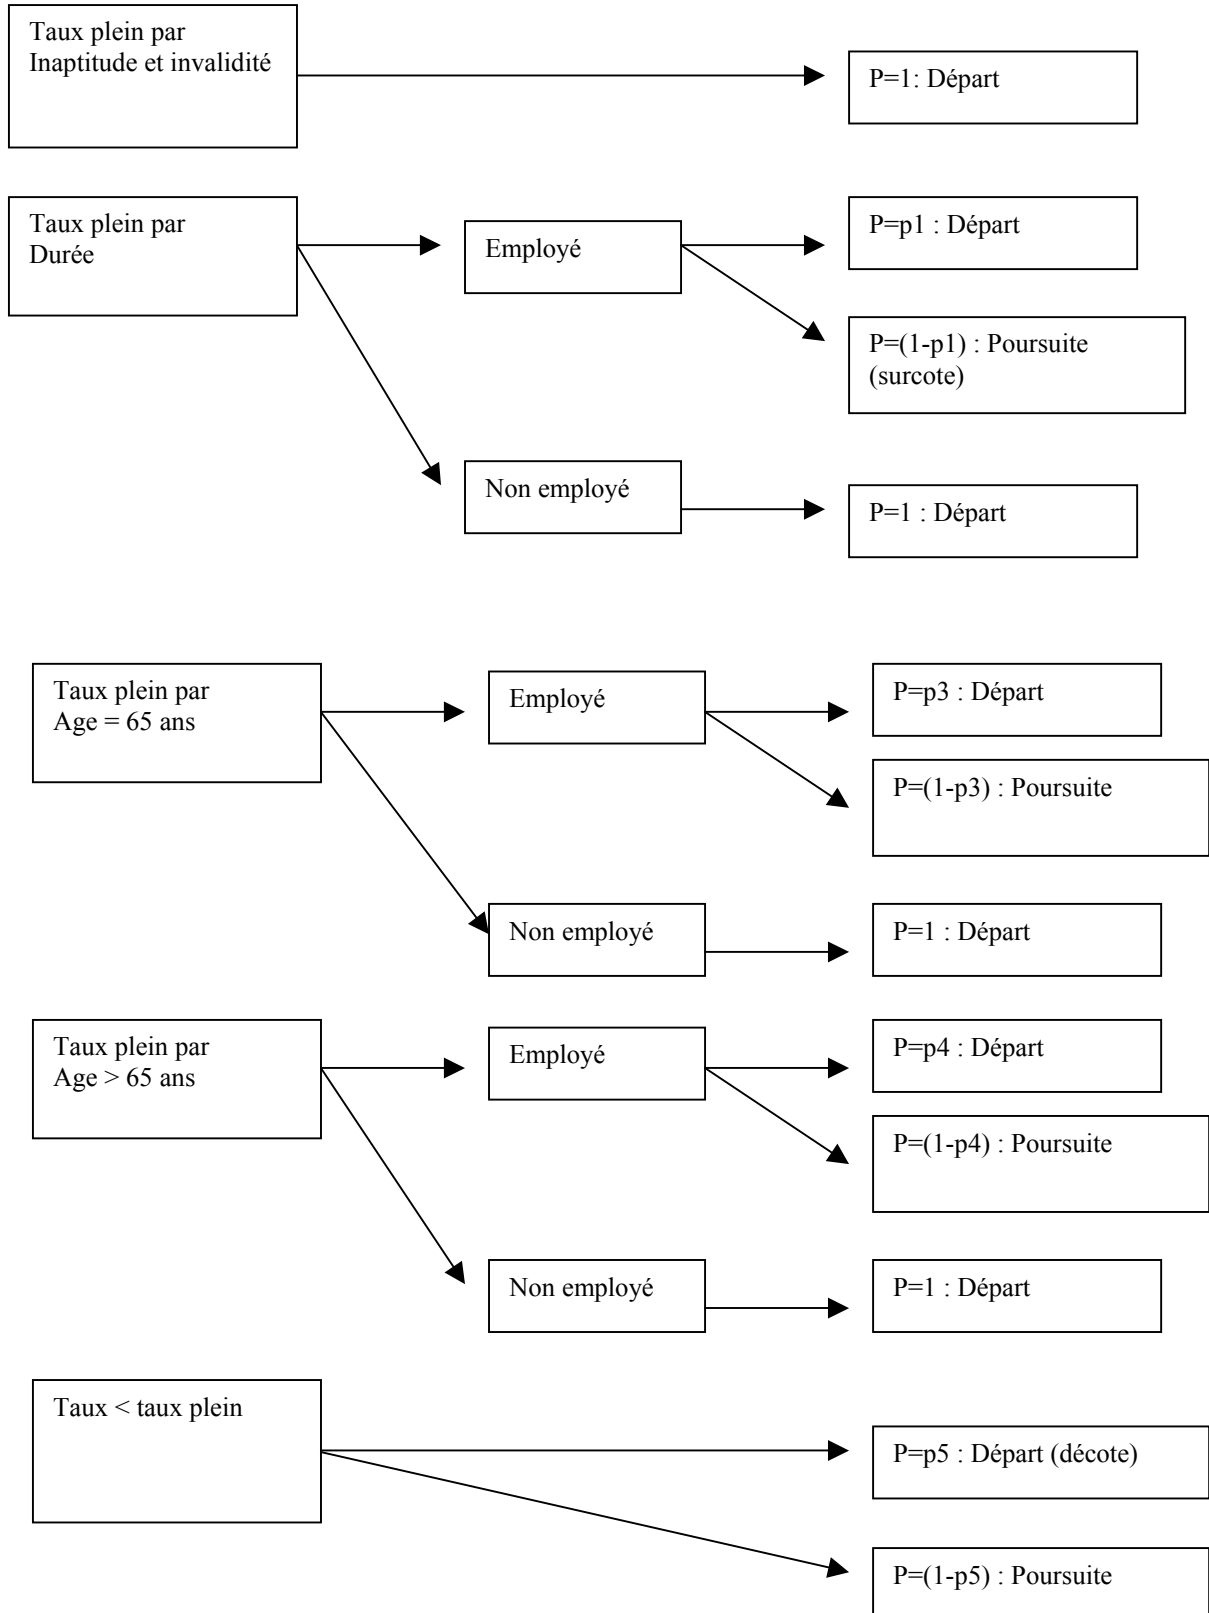 Taux plein par
Inaptitude et invalidité
P=1: Départ
Taux plein par
Durée
Employé
P=p1 : Départ
P=(1-p1) : Poursuite
(surcote)
Non employé
P=1 : Départ
Taux plein par
Age = 65 ans
Employé
P=p3 : Départ
P=(1-p3) : Poursuite
Non employé
P=1 : Départ
Taux plein par
Age > 65 ans
Employé
P=p4 : Départ
P=(1-p4) : Poursuite
Non employé
P=1 : Départ
Taux < taux plein
P=p5 : Départ (décote)
P=(1-p5) : Poursuite